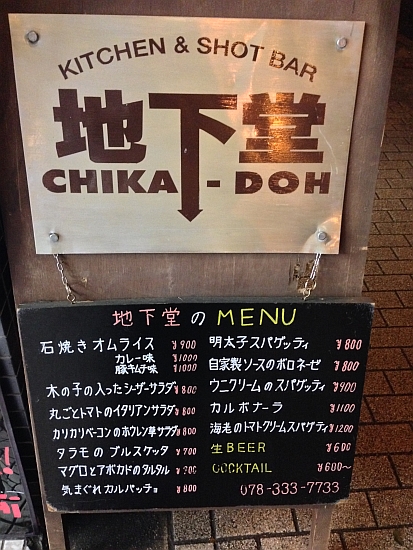 KITCHEN & SHOT BAR
地下堂
CHIKA-DOH
地下堂のMENU
石焼きオムライス ¥900
カレー味 ¥1000
豚キムチ味 ¥1000
木の子の入ったシーザーサラダ ¥800
丸ごとトマトのイタリアンサラダ ¥800
カリカリベーコンのホウレン草サラダ ¥800
タラモのブルスケッタ ¥700
マグロとアボカドのタルタル ¥900
気まぐれカルパッチョ ¥800
明太子スパゲッティ ¥800
自家製ソースのボロネーゼ ¥800
ウニクリームのスパゲッティ ¥900
カルボナーラ ¥1100
海老のトマトクリームスパゲティ ¥1200
生BEER ¥600
COCKTAIL ¥600〜
078-333-7733